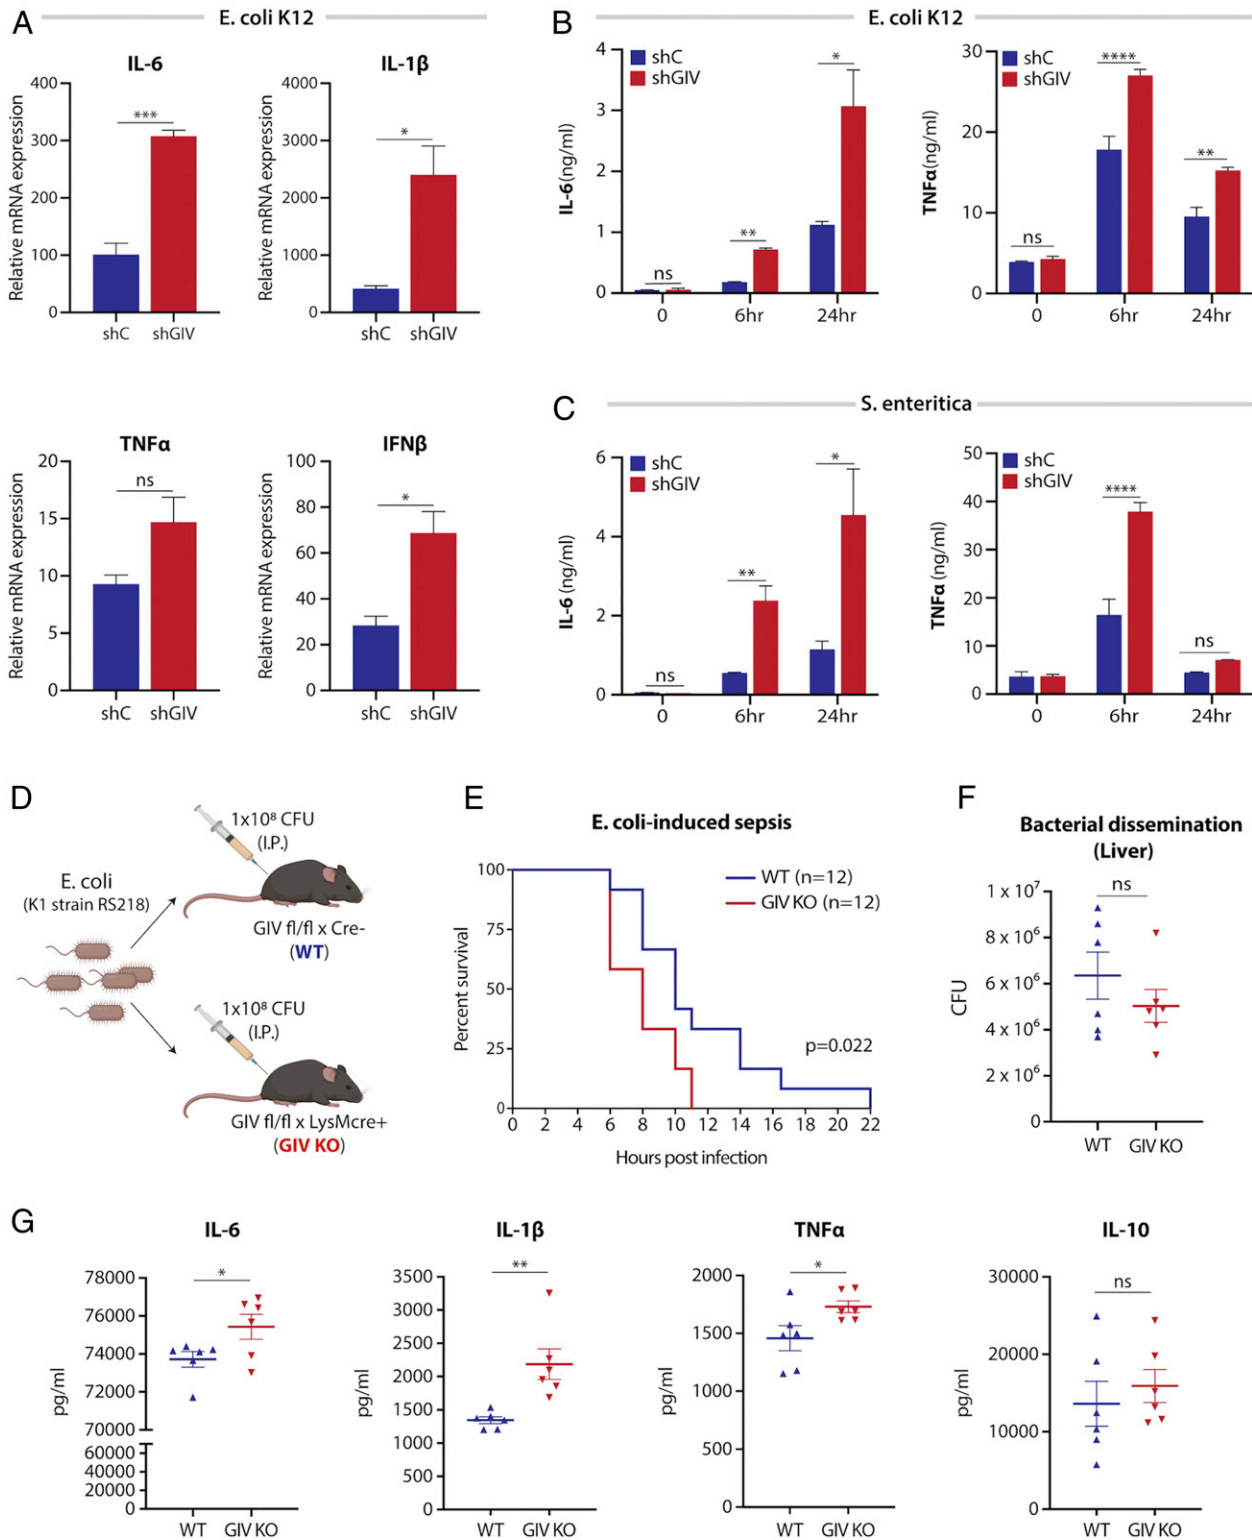 A
E. coli K12
IL-6
Relative mRNA expression
400
300
200
100
0
***
shC
shGIV
IL-1β
Relative mRNA expression
4000
3000
2000
1000
0
*
shC
shGIV
TNFα
Relative mRNA expression
20
15
10
5
0
ns
shC
shGIV
IFNβ
Relative mRNA expression
100
80
60
40
20
0
*
shC
shGIV
B
E. coli K12
IL-6 (ng/ml)
4
3
2
1
0
shC
shGIV
ns
**
*
0
6hr
24hr
TNFα(ng/ml)
30
20
10
0
shC
shGIV
ns
****
**
0
6hr
24hr
C
S. enteritica
IL-6 (ng/ml)
6
4
2
0
shC
shGIV
ns
**
*
0
6hr
24hr
TNFα (ng/ml)
50
40
30
20
10
0
shC
shGIV
****
ns
0
6hr
24hr
D
E. coli
(K1 strain RS218)
1x10⁸ CFU
(I.P.)
GIV fl/fl x Cre-
(WT)
1x10⁸ CFU
(I.P.)
GIV fl/fl x LysMcre+
(GIV KO)
E
E. coli-induced sepsis
Percent survival
100
75
50
25
0
WT (n=12)
GIV KO (n=12)
p=0.022
0 2 4 6 8 10 12 14 16 18 20 22
Hours post infection
F
Bacterial dissemination
(Liver)
CFU
1 x 10⁷
8 x 10⁶
6 x 10⁶
4 x 10⁶
2 x 10⁶
0
ns
WT
GIV KO
G
IL-6
pg/ml
78000
76000
74000
72000
70000
60000
40000
20000
0
*
WT
GIV KO
IL-1β
pg/ml
3500
3000
2500
2000
1500
1000
500
0
**
WT
GIV KO
TNFα
pg/ml
2000
1500
1000
500
0
*
WT
GIV KO
IL-10
pg/ml
30000
20000
10000
0
ns
WT
GIV KO